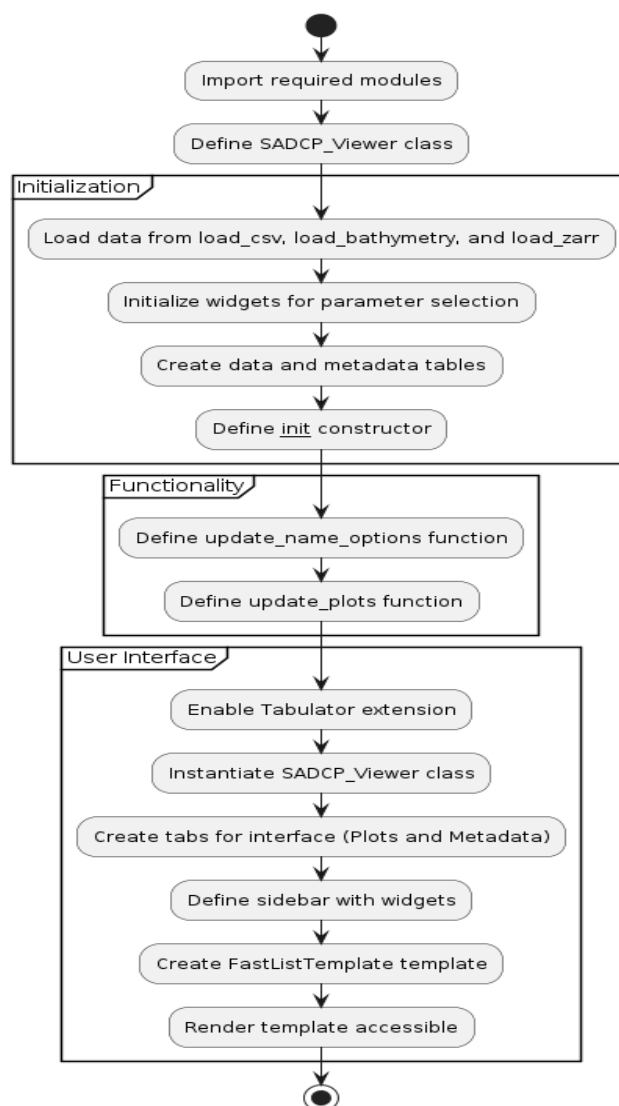 Import required modules
Define SADCP_Viewer class
Initialization
Load data from load_csv, load_bathymetry, and load_zarr
Initialize widgets for parameter selection
Create data and metadata tables
Define init constructor
Functionality
Define update_name_options function
Define update_plots function
User Interface
Enable Tabulator extension
Instantiate SADCP_Viewer class
Create tabs for interface (Plots and Metadata)
Define sidebar with widgets
Create FastListTemplate template
Render template accessible